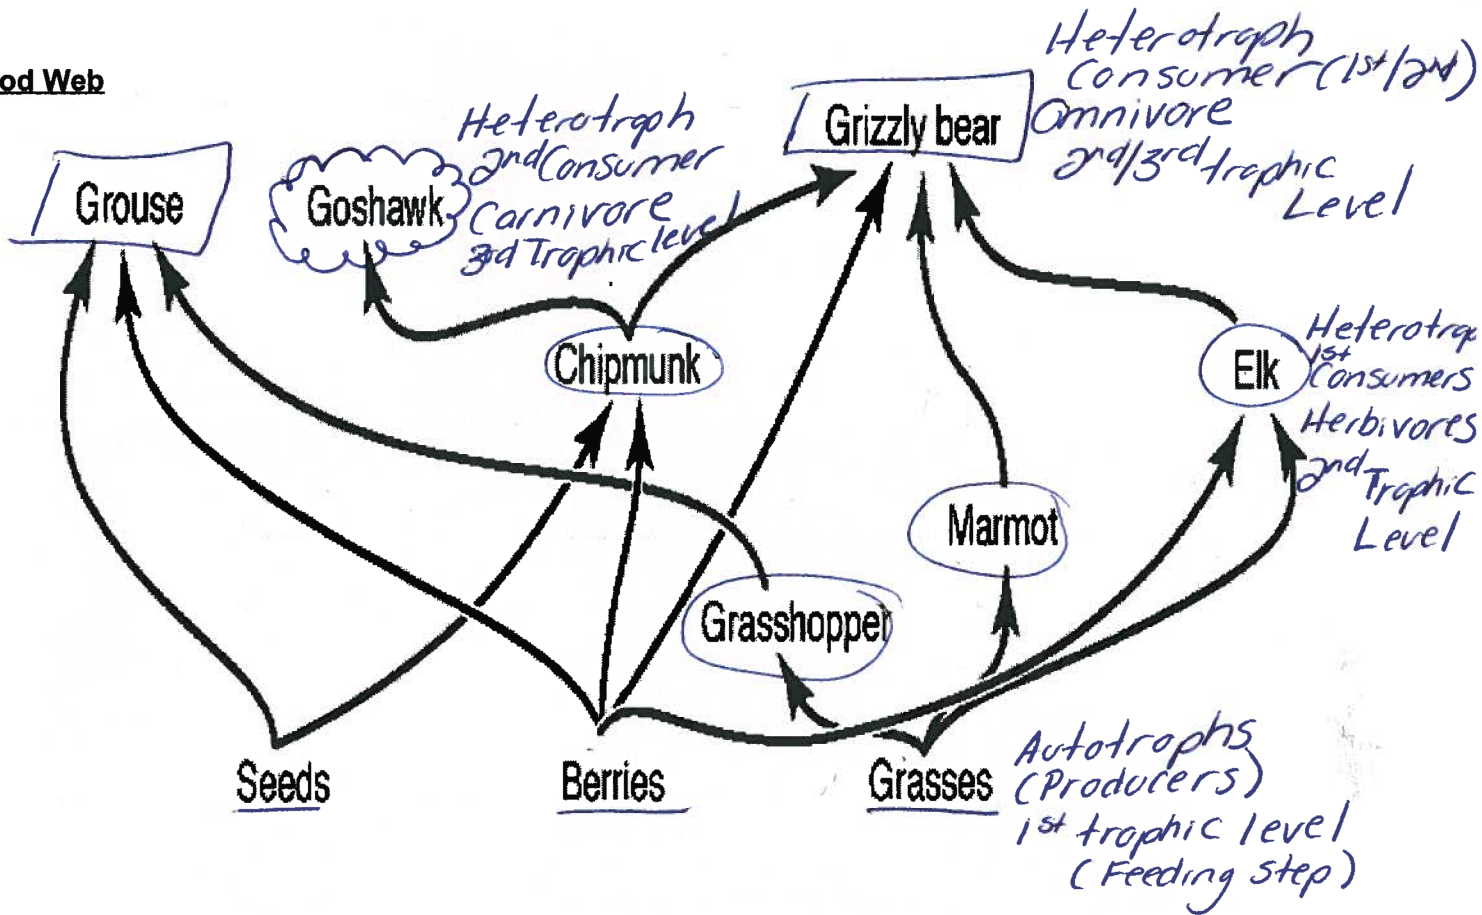 od Web
Heterotroph
Consumer (1st/2nd)
Omnivore
2nd/3rd trophic
Level
Grizzly bear
Heterotroph
2nd Consumer
Carnivore
3rd Trophic level
Grouse
Goshawk
Chipmunk
Elk
Heterotrop
1st
Consumers
Herbivores
2nd Trophic
Level
Marmot
Grasshopper
Seeds
Berries
Grasses
Autotrophs
(Producers)
1st trophic level
(Feeding Step)